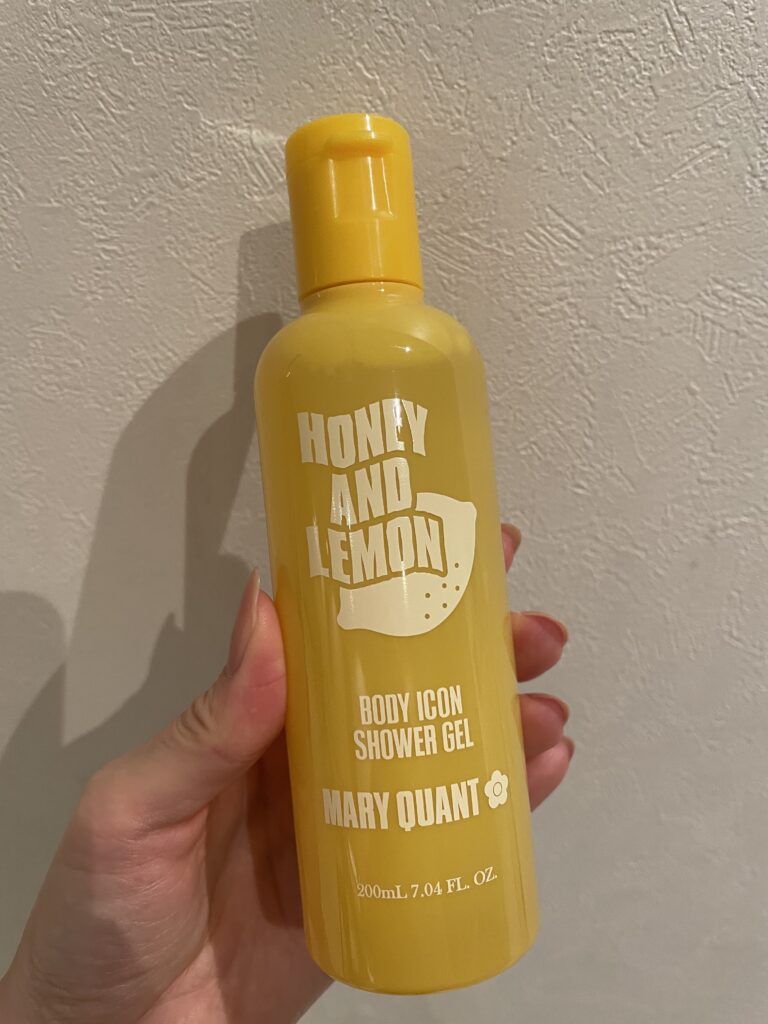 HONEY
AND
LEMON
BODY ICON
SHOWER GEL
MARY QUANT
200mL 7.04 FL. OZ.